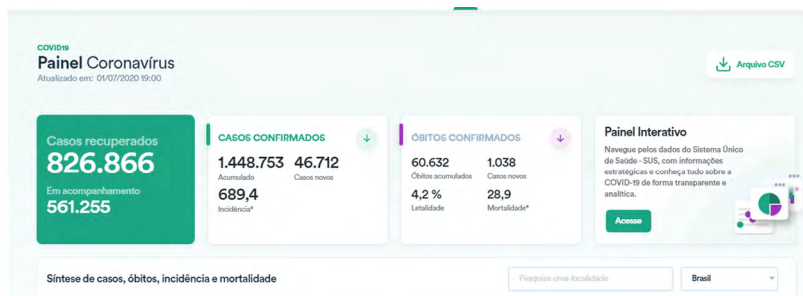 COVID19
Painel Coronavírus
Atualizado em: 01/07/2020 19:00
Arquivo CSV
Casos recuperados
826.866
Em acompanhamento
561.255
CASOS CONFIRMADOS
1.448.753 46.712
Acumulado Casos novos
689,4
Incidência*
ÓBITOS CONFIRMADOS
60.632 1.038
Óbitos acumulados Casos novos
4,2 % 28,9
Letalidade Mortalidade*
Painel Interativo
Navegue pelos dados do Sistema Único
de Saúde - SUS, com informações
estratégicas e conheça tudo sobre a
COVID-19 de forma transparente e
analítica.
Acesse
Síntese de casos, óbitos, incidência e mortalidade
Pesquise uma localidade
Brasil